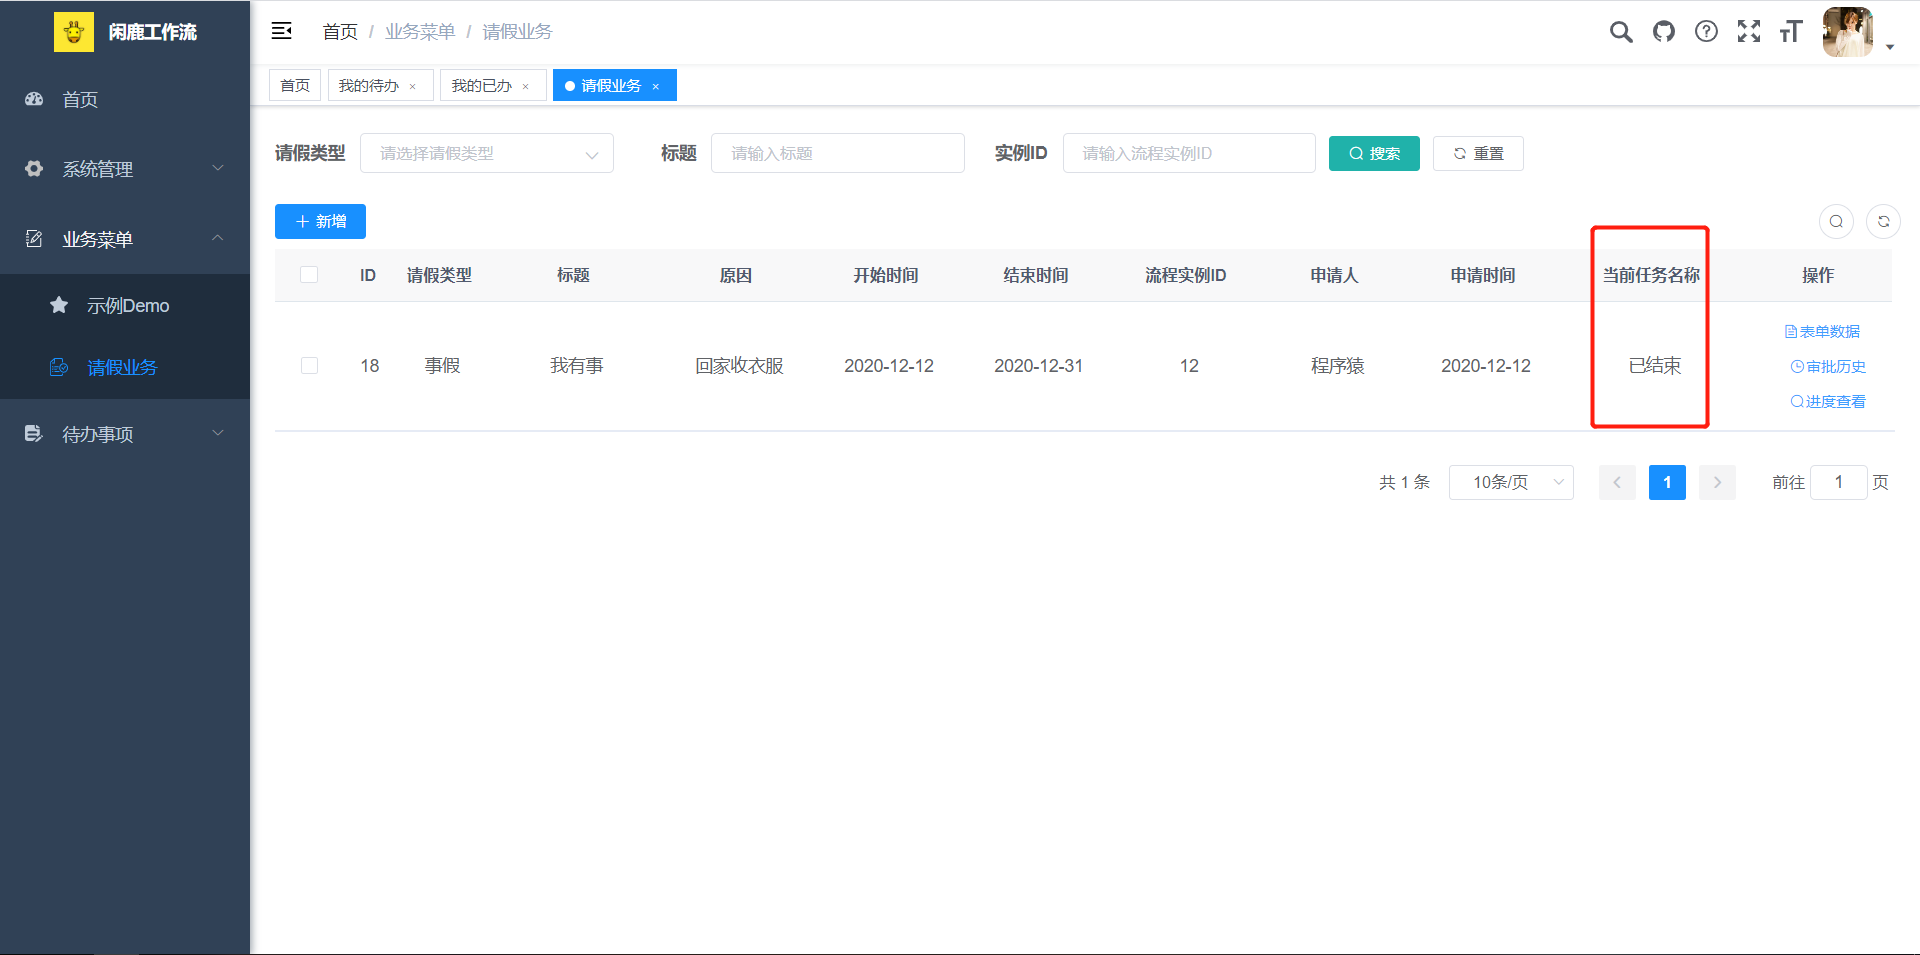 闲鹿工作流
首页
系统管理
业务菜单
示例Demo
请假业务
待办事项
首页 / 业务菜单 / 请假业务
首页 我的待办 × 我的已办 × 请假业务 ×
请假类型 请选择请假类型 标题 请输入标题 实例ID 请输入流程实例ID 搜索 重置
新增
ID 请假类型 标题 原因 开始时间 结束时间 流程实例ID 申请人 申请时间 当前任务名称 操作
18 事假 我有事 回家收衣服 2020-12-12 2020-12-31 12 程序猿 2020-12-12 已结束
表单数据
审批历史
进度查看
共 1 条 10条/页 1 前往 1 页